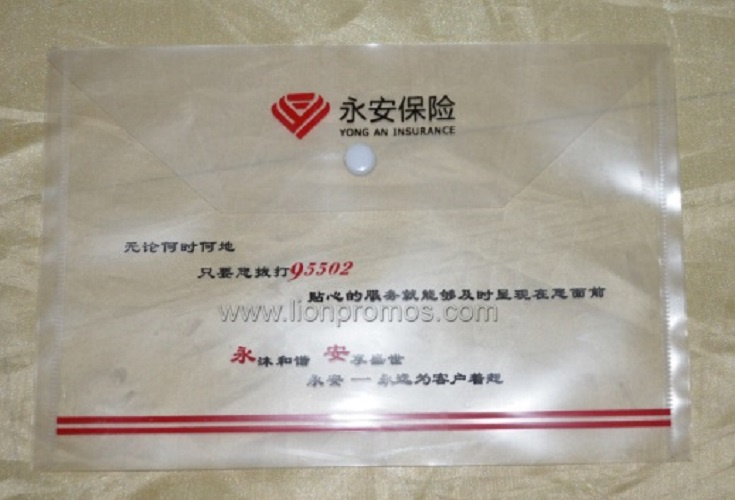 永安保险
YONG AN INSURANCE
无论何时何地
只要您拨打95502
贴心的服务就能够及时呈现在您面前
www.lionpromos.com
永沐和谐 安享盛世
永安一永远为客户着想